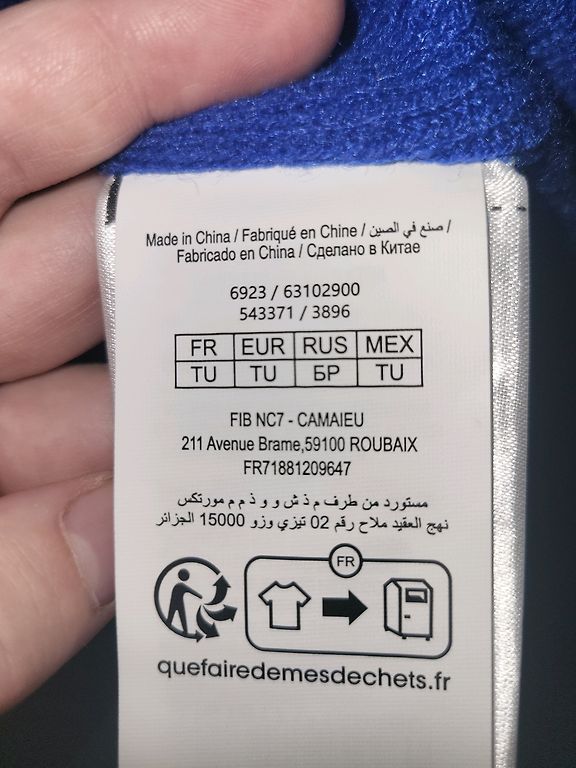 Made in China / Fabriqué en Chine / صنع في الصين /
Fabricado en China / Сделано в Китае
6923 / 63102900
543371 / 3896
FR EUR RUS MEX
TU TU БР TU
FIB NC7 - CAMAIEU
211 Avenue Brame,59100 ROUBAIX
FR71881209647
مستورد من طرف م ذ ش و و ذ م م مورتكس
نهج العقيد ملاح رقم 02 تيزي وزو 15000 الجزائر
FR
quefairedemesdechets.fr